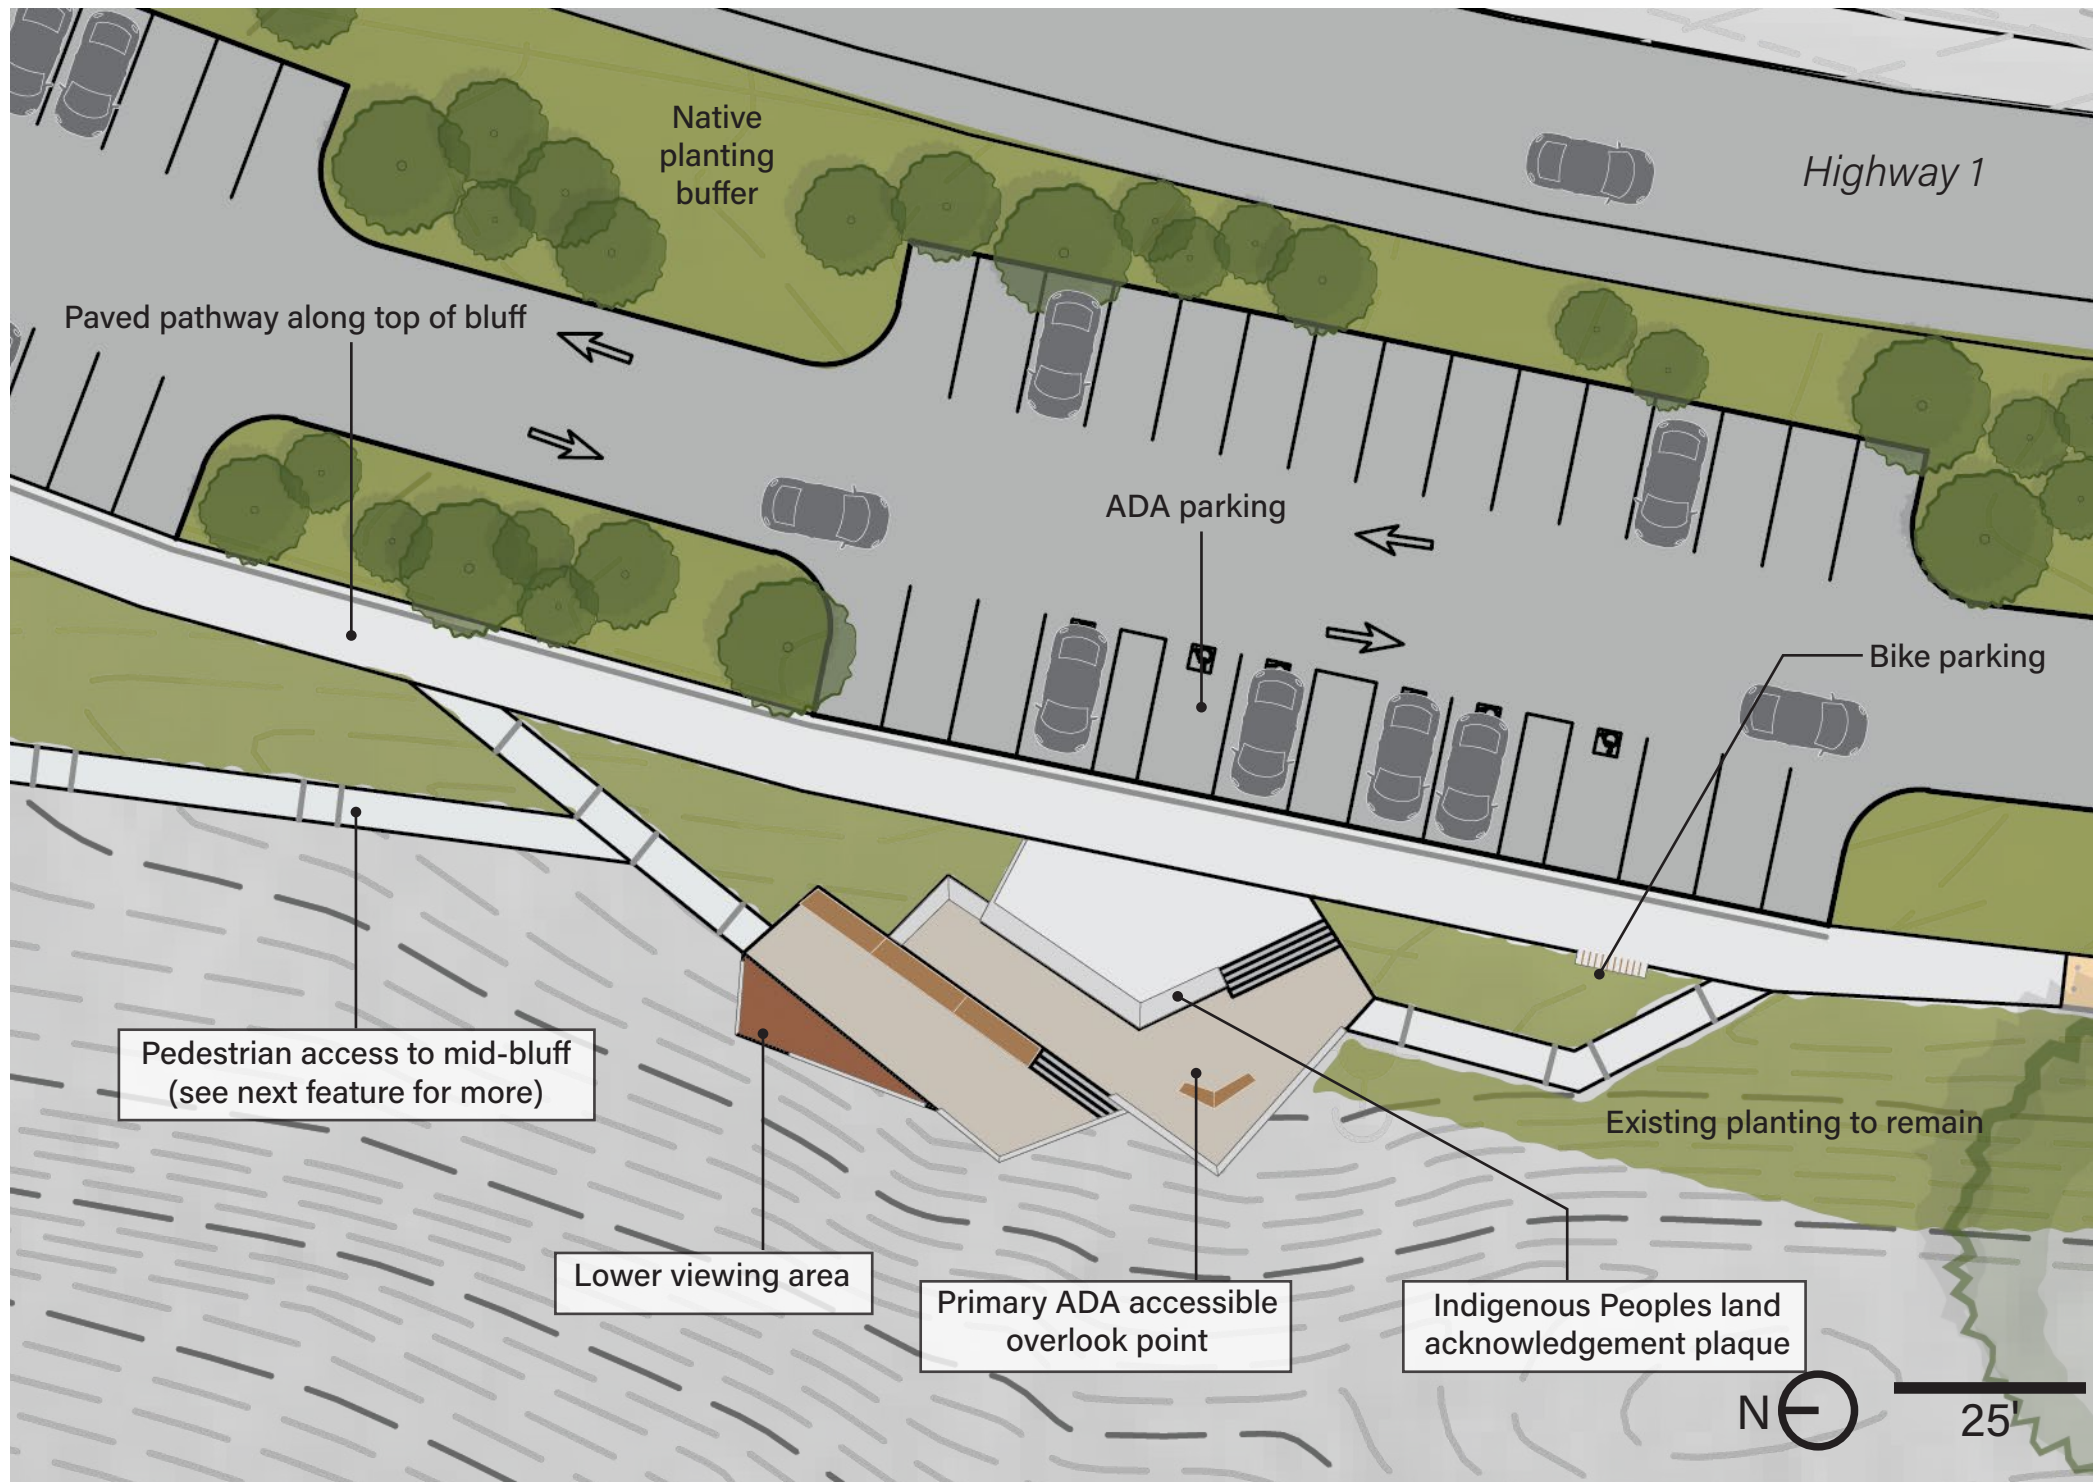 Native
planting
buffer
Highway 1
Paved pathway along top of bluff
ADA parking
Bike parking
Pedestrian access to mid-bluff
(see next feature for more)
Existing planting to remain
Lower viewing area
Primary ADA accessible
overlook point
Indigenous Peoples land
acknowledgement plaque
N
25'